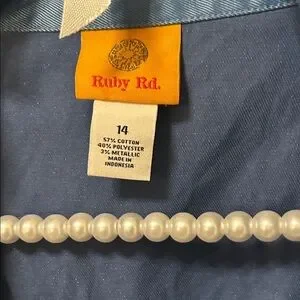 Ruby Rd.
14
57% COTTON
40% POLYESTER
3% METALLIC
MADE IN
INDONESIA